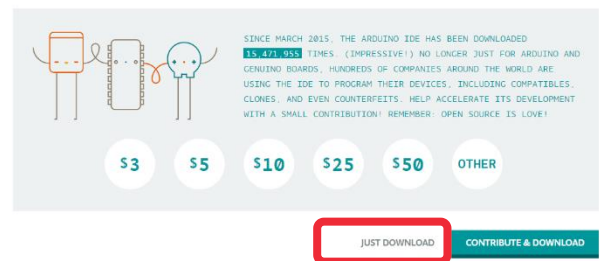 SINCE MARCH 2015, THE ARDUINO IDE HAS BEEN DOWNLOADED
15,471,955 TIMES. (IMPRESSIVE!) NO LONGER JUST FOR ARDUINO AND
GENUINO BOARDS, HUNDREDS OF COMPANIES AROUND THE WORLD ARE
USING THE IDE TO PROGRAM THEIR DEVICES, INCLUDING COMPATIBLES,
CLONES, AND EVEN COUNTERFEITS. HELP ACCELERATE ITS DEVELOPMENT
WITH A SMALL CONTRIBUTION! REMEMBER: OPEN SOURCE IS LOVE!
$3 $5 $10 $25 $50 OTHER
JUST DOWNLOAD CONTRIBUTE & DOWNLOAD